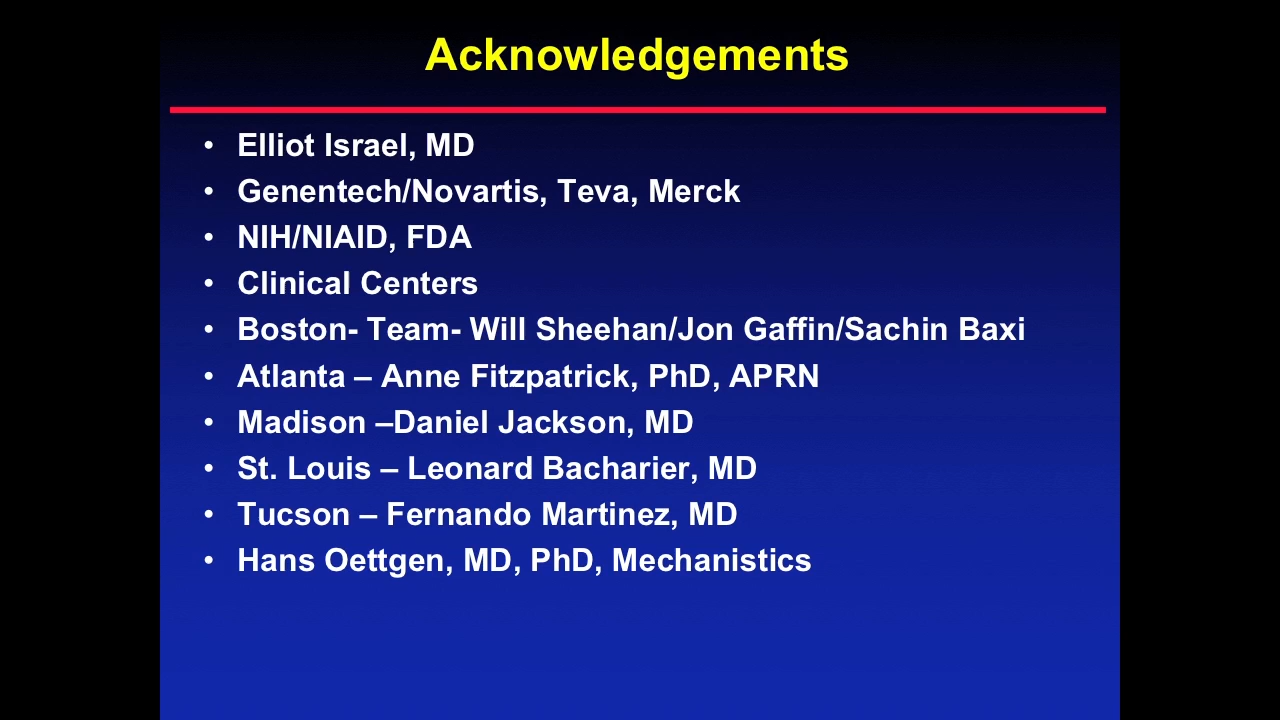 Acknowledgements
• Elliot Israel, MD
• Genentech/Novartis, Teva, Merck
• NIH/NIAID, FDA
• Clinical Centers
• Boston- Team- Will Sheehan/Jon Gaffin/Sachin Baxi
• Atlanta – Anne Fitzpatrick, PhD, APRN
• Madison –Daniel Jackson, MD
• St. Louis – Leonard Bacharier, MD
• Tucson – Fernando Martinez, MD
• Hans Oettgen, MD, PhD, Mechanistics